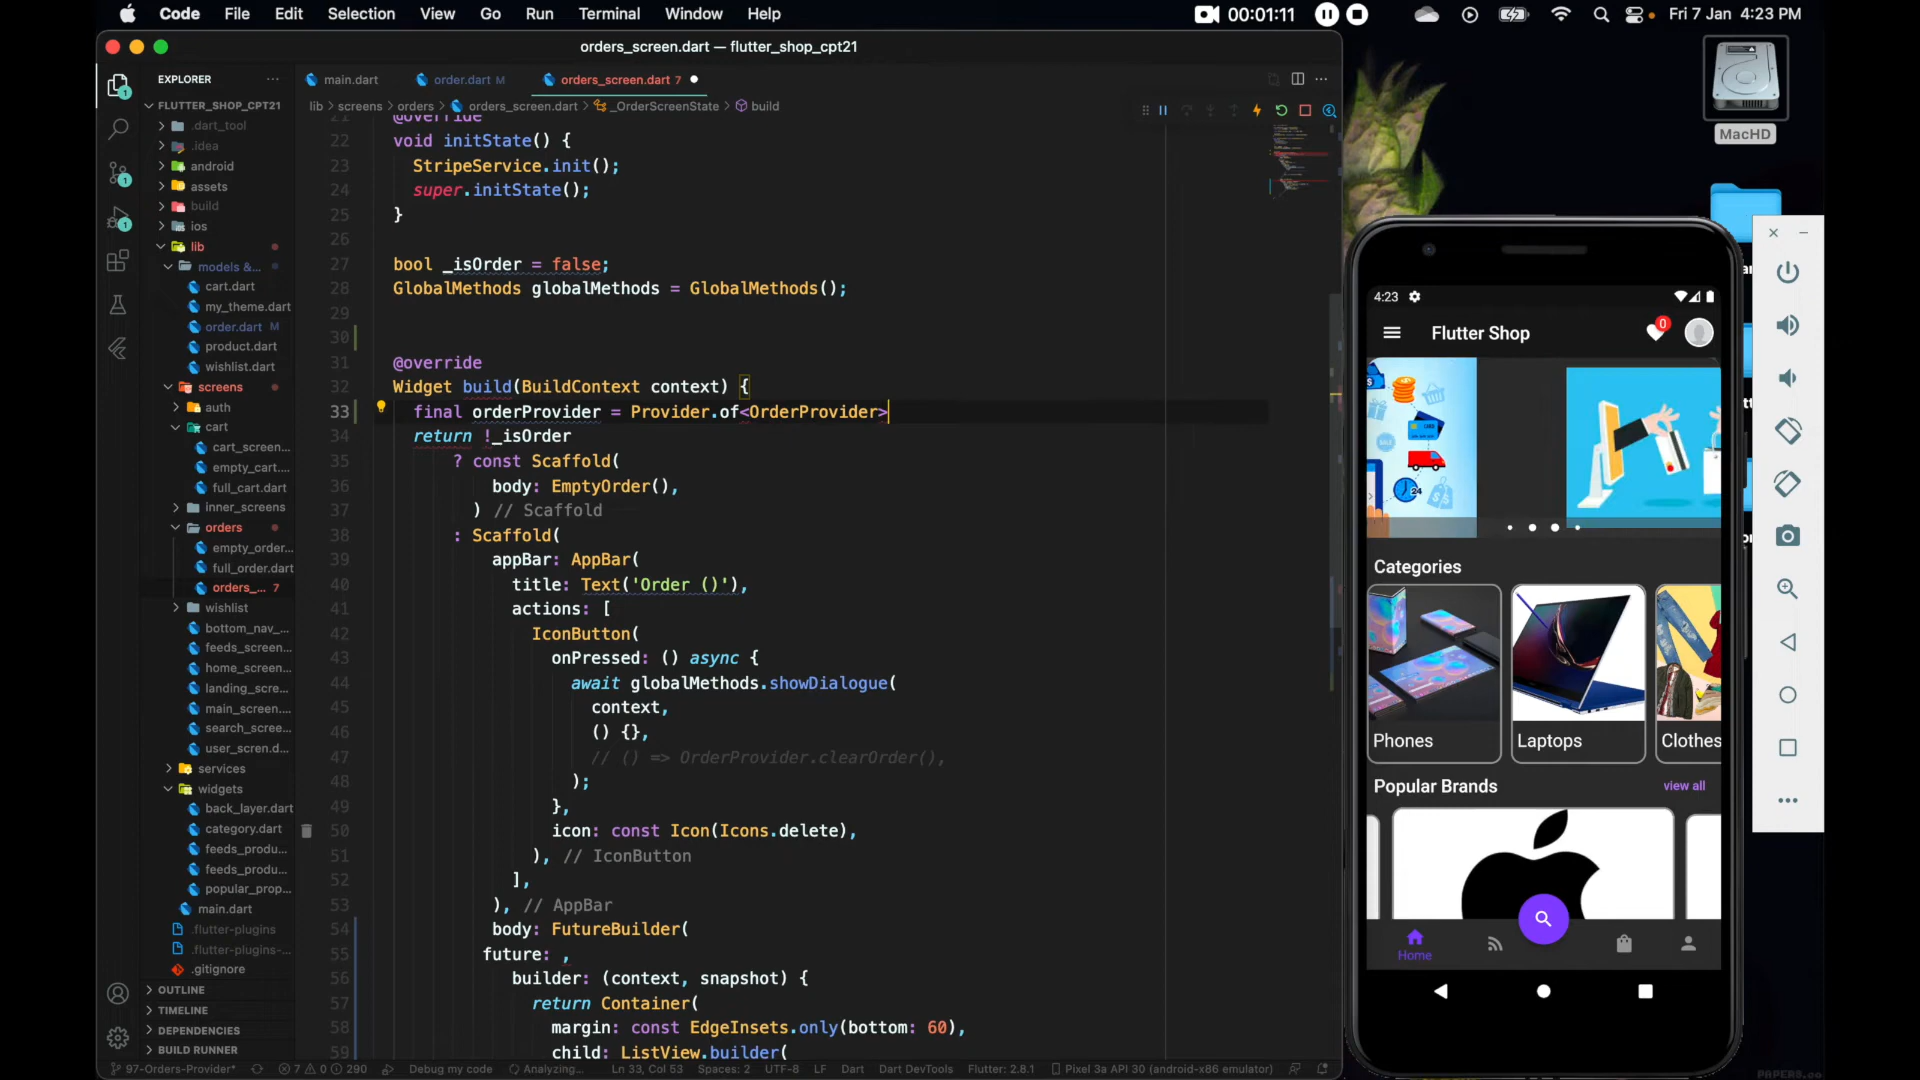 Code File Edit Selection View Go Run Terminal Window Help
00:01:11
Fri 7 Jan 4:23 PM
orders_screen.dart — flutter_shop_cpt21
EXPLORER
FLUTTER_SHOP_CPT21
.dart_tool
.idea
android
assets
build
ios
lib
models &...
cart.dart
my_theme.dart
order.dart M
product.dart
wishlist.dart
screens
auth
cart
cart_screen...
empty_cart....
full_cart.dart
inner_screens
orders
empty_order...
full_order.dart
orders_... 7
wishlist
bottom_nav_...
feeds_screen...
home_screen...
landing_scre...
main_screen....
search_scree...
user_scren.d...
services
widgets
back_layer.dart
category.dart
feeds_produ...
feeds_produ...
popular_prop...
main.dart
.flutter-plugins
.flutter-plugins-...
.gitignore
OUTLINE
TIMELINE
DEPENDENCIES
BUILD RUNNER
main.dart order.dart M orders_screen.dart 7
lib > screens > orders > orders_screen.dart > _OrderScreenState > build
21 @override
22 void initState() {
23 StripeService.init();
24 super.initState();
25 }
26
27 bool _isOrder = false;
28 GlobalMethods globalMethods = GlobalMethods();
29
30
31 @override
32 Widget build(BuildContext context) {
33 final orderProvider = Provider.of<OrderProvider>
34 return !_isOrder
35 ? const Scaffold(
36 body: EmptyOrder(),
37 ) // Scaffold
38 : Scaffold(
39 appBar: AppBar(
40 title: Text('Order ()'),
41 actions: [
42 IconButton(
43 onPressed: () async {
44 await globalMethods.showDialogue(
45 context,
46 () {},
47 // () => OrderProvider.clearOrder(),
48 );
49 },
50 icon: const Icon(Icons.delete),
51 ), // IconButton
52 ],
53 ), // AppBar
54 body: FutureBuilder(
55 future: ,
56 builder: (context, snapshot) {
57 return Container(
58 margin: const EdgeInsets.only(bottom: 60),
59 child: ListView.builder(
97-Orders-Provider* 7 0 290 Debug my code Analyzing... Ln 33, Col 53 Spaces: 2 UTF-8 LF Dart Dart DevTools Flutter: 2.8.1 Pixel 3a API 30 (android-x86 emulator)
MacHD
4:23
Flutter Shop
0
SALE
24
Categories
Phones
Laptops
Clothes
Popular Brands
view all
Home
PAPERS.co